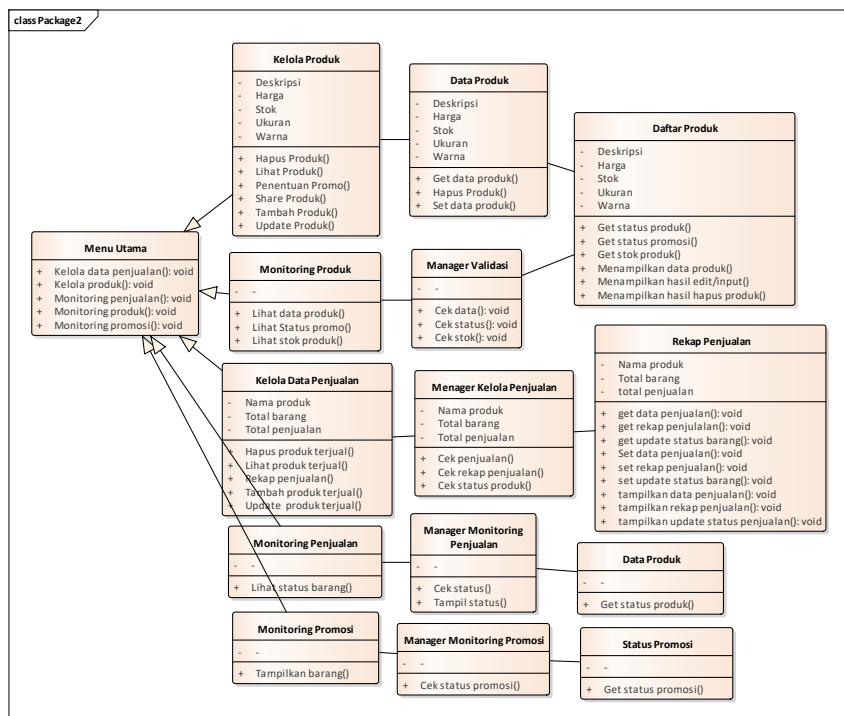 class Package2
Kelola Produk
- Deskripsi
- Harga
- Stok
- Ukuran
- Warna
+ Hapus Produk()
+ Lihat Produk()
+ Penentuan Promo()
+ Share Produk()
+ Tambah Produk()
+ Update Produk()
Data Produk
- Deskripsi
- Harga
- Stok
- Ukuran
- Warna
+ Get data produk()
+ Hapus Produk()
+ Set data produk()
Daftar Produk
- Deskripsi
- Harga
- Stok
- Ukuran
- Warna
+ Get status produk()
+ Get status promosi()
+ Get stok produk()
+ Menampilkan data produk()
+ Menampilkan hasil edit/input()
+ Menampilkan hasil hapus produk()
Menu Utama
+ Kelola data penjualan(): void
+ Kelola produk(): void
+ Monitoring penjualan(): void
+ Monitoring produk(): void
+ Monitoring promosi(): void
Monitoring Produk
- -
+ Lihat data produk()
+ Lihat Status promo()
+ Lihat stok produk()
Manager Validasi
- -
+ Cek data(): void
+ Cek status(): void
+ Cek stok(): void
Kelola Data Penjualan
- Nama produk
- Total barang
- Total penjualan
+ Hapus produk terjual()
+ Lihat produk terjual()
+ Rekap penjualan()
+ Tambah produk terjual()
+ Update produk terjual()
Menager Kelola Penjualan
- Nama produk
- Total barang
- Total penjualan
+ Cek penjualan()
+ Cek rekap penjualan()
+ Cek status produk()
Rekap Penjualan
- Nama produk
- Total barang
- total penjualan
+ get data penjualan(): void
+ get rekap penjulalan(): void
+ get update status barang(): void
+ Set data penjualan(): void
+ set rekap penjualan(): void
+ set update status barang(): void
+ tampilkan data penjualan(): void
+ tampilkan rekap penjualan(): void
+ tampilkan update status penjualan(): void
Monitoring Penjualan
- -
+ Lihat status barang()
Manager Monitoring
Penjualan
- -
+ Cek status()
+ Tampil status()
Data Produk
- -
+ Get status produk()
Monitoring Promosi
- -
+ Tampilkan barang()
Manager Monitoring Promosi
- -
+ Cek status promosi()
Status Promosi
- -
+ Get status promosi()